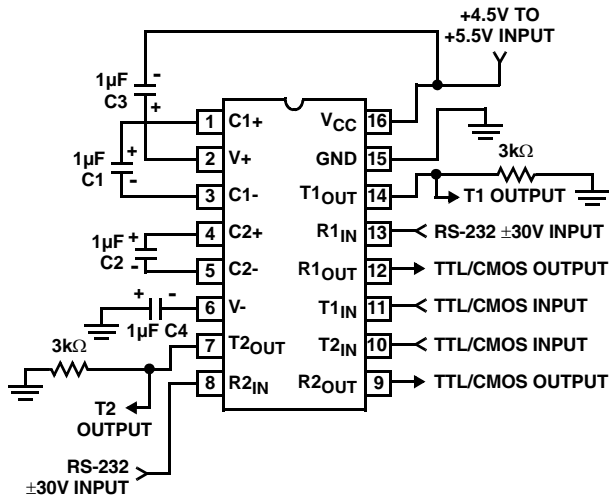 +4.5V TO
+5.5V INPUT
1µF
C3
-
+
1 C1+
VCC 16
1µF
C1
+
-
2 V+
GND 15
3kΩ
3 C1-
T1OUT 14
T1 OUTPUT
1µF
C2
+
-
4 C2+
R1IN 13
RS-232 ±30V INPUT
5 C2-
R1OUT 12
TTL/CMOS OUTPUT
+ -
1µF C4
6 V-
T1IN 11
TTL/CMOS INPUT
3kΩ
7 T2OUT
T2IN 10
TTL/CMOS INPUT
8 R2IN
R2OUT 9
TTL/CMOS OUTPUT
T2
OUTPUT
RS-232
±30V INPUT